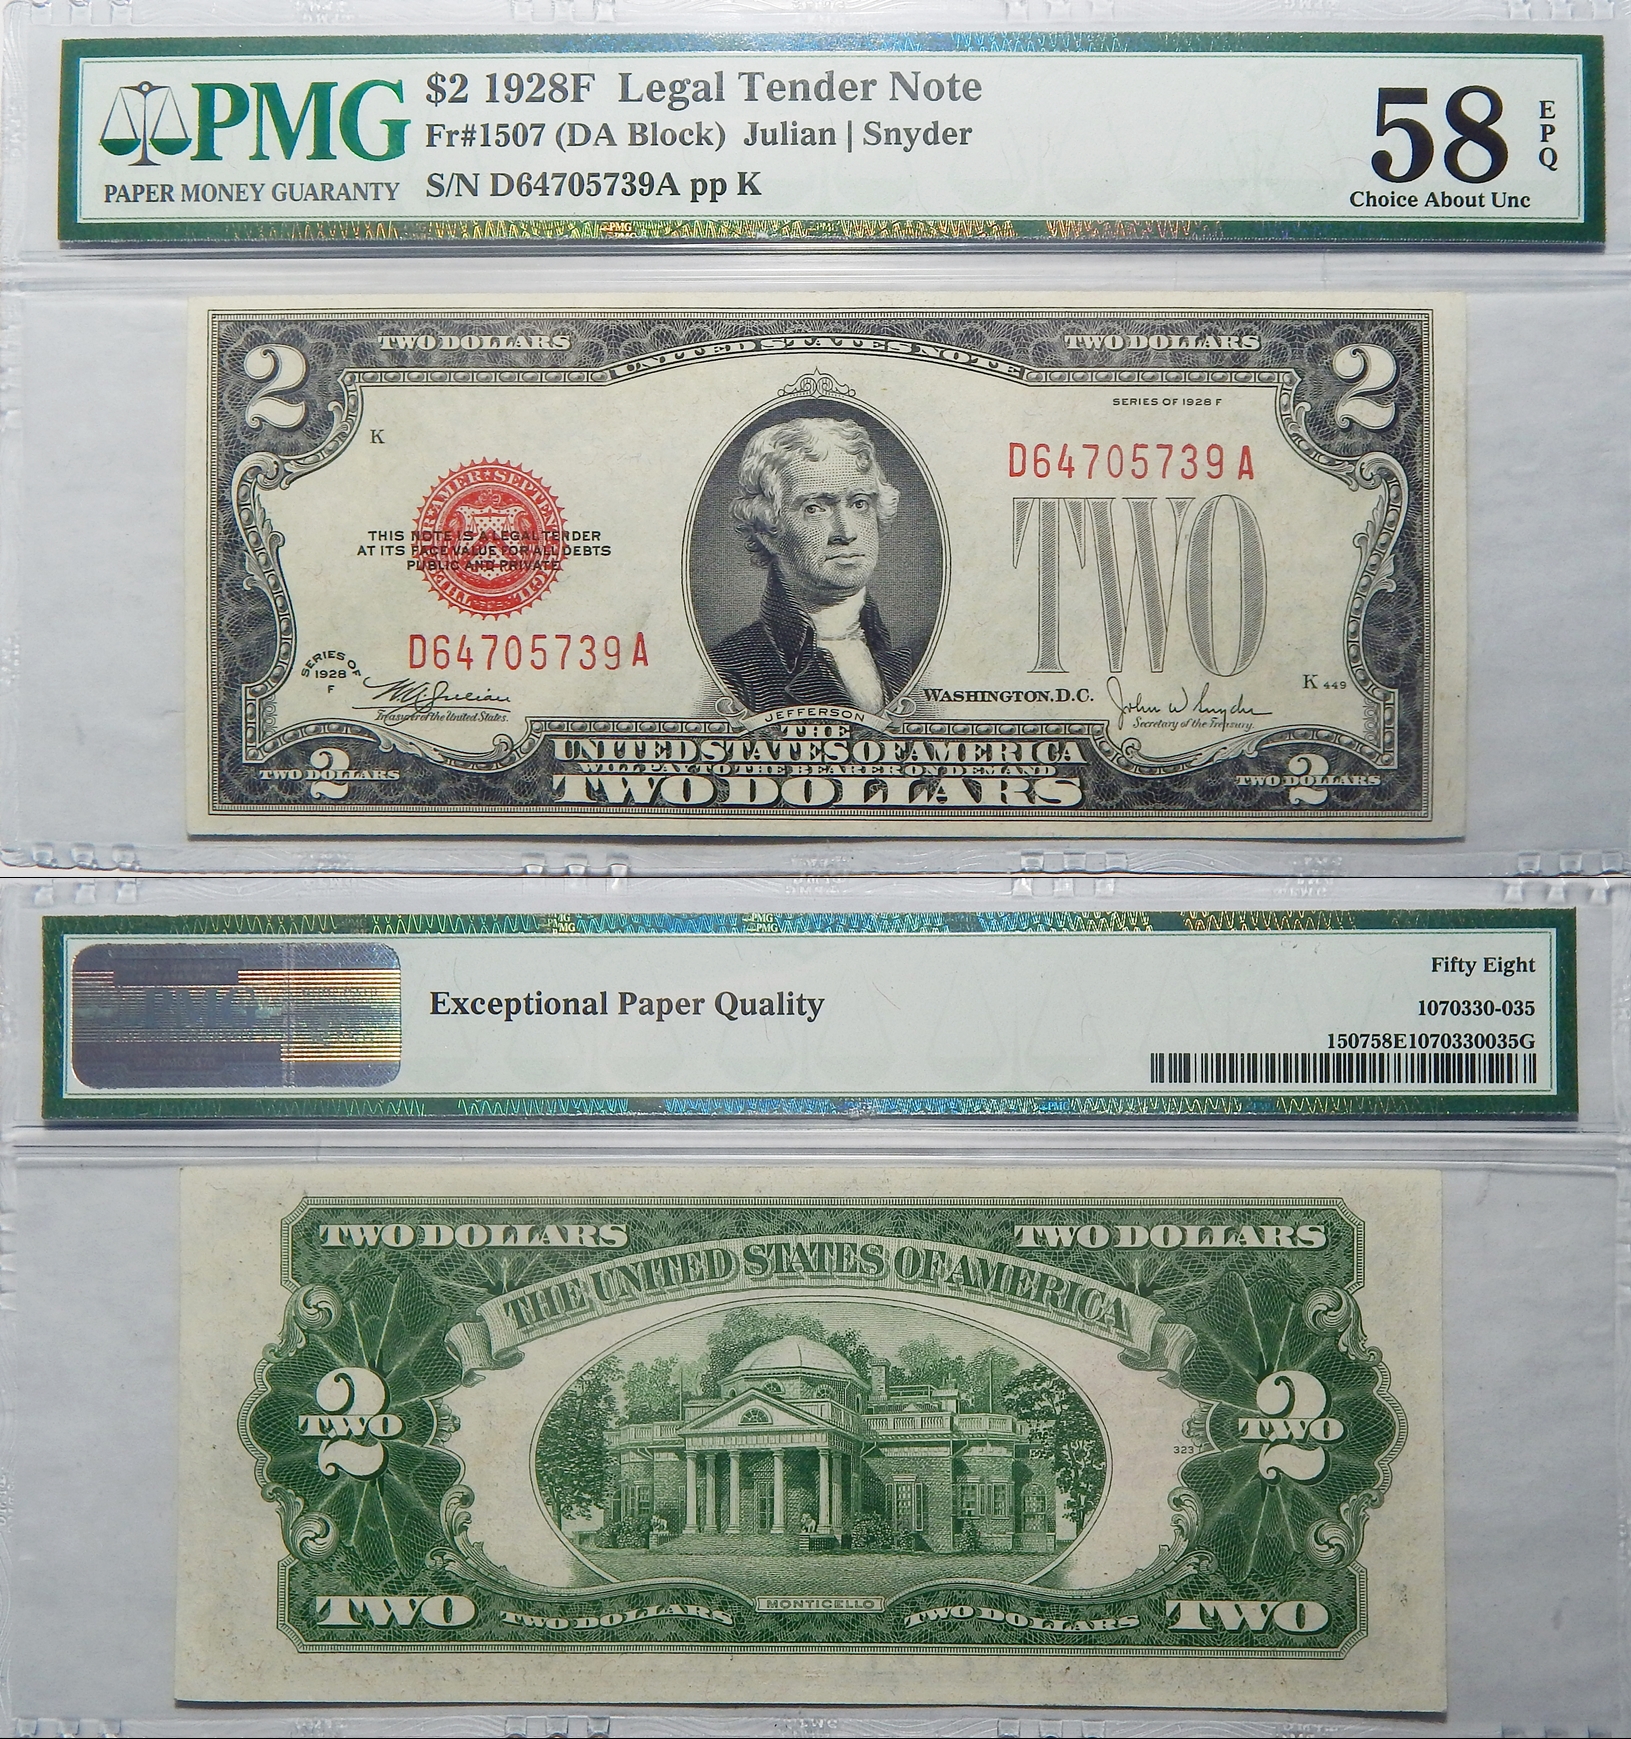 PMG
PAPER MONEY GUARANTY
$2 1928F Legal Tender Note
Fr#1507 (DA Block) Julian | Snyder
S/N D64705739A pp K
58
EPQ
Choice About Unc
TWO DOLLARS
UNITED STATES NOTE
TWO DOLLARS
2
2
SERIES OF 1928 F
K
D64705739A
THIS NOTE IS A LEGAL TENDER
AT ITS FACE VALUE FOR ALL DEBTS
PUBLIC AND PRIVATE
TWO
D64705739A
SERIES OF
1928
F
Treasurer of the United States.
JEFFERSON
WASHINGTON, D.C.
John W Snyder
Secretary of the Treasury.
K 449
THE
UNITED STATES OF AMERICA
WILL PAY TO THE BEARER ON DEMAND
TWO DOLLARS
2
TWO DOLLARS
2
TWO DOLLARS
PMG
Exceptional Paper Quality
Fifty Eight
1070330-035
150758E1070330035G
TWO DOLLARS
TWO DOLLARS
THE UNITED STATES OF AMERICA
2
TWO
2
TWO
MONTICELLO
TWO
TWO DOLLARS
TWO DOLLARS
TWO